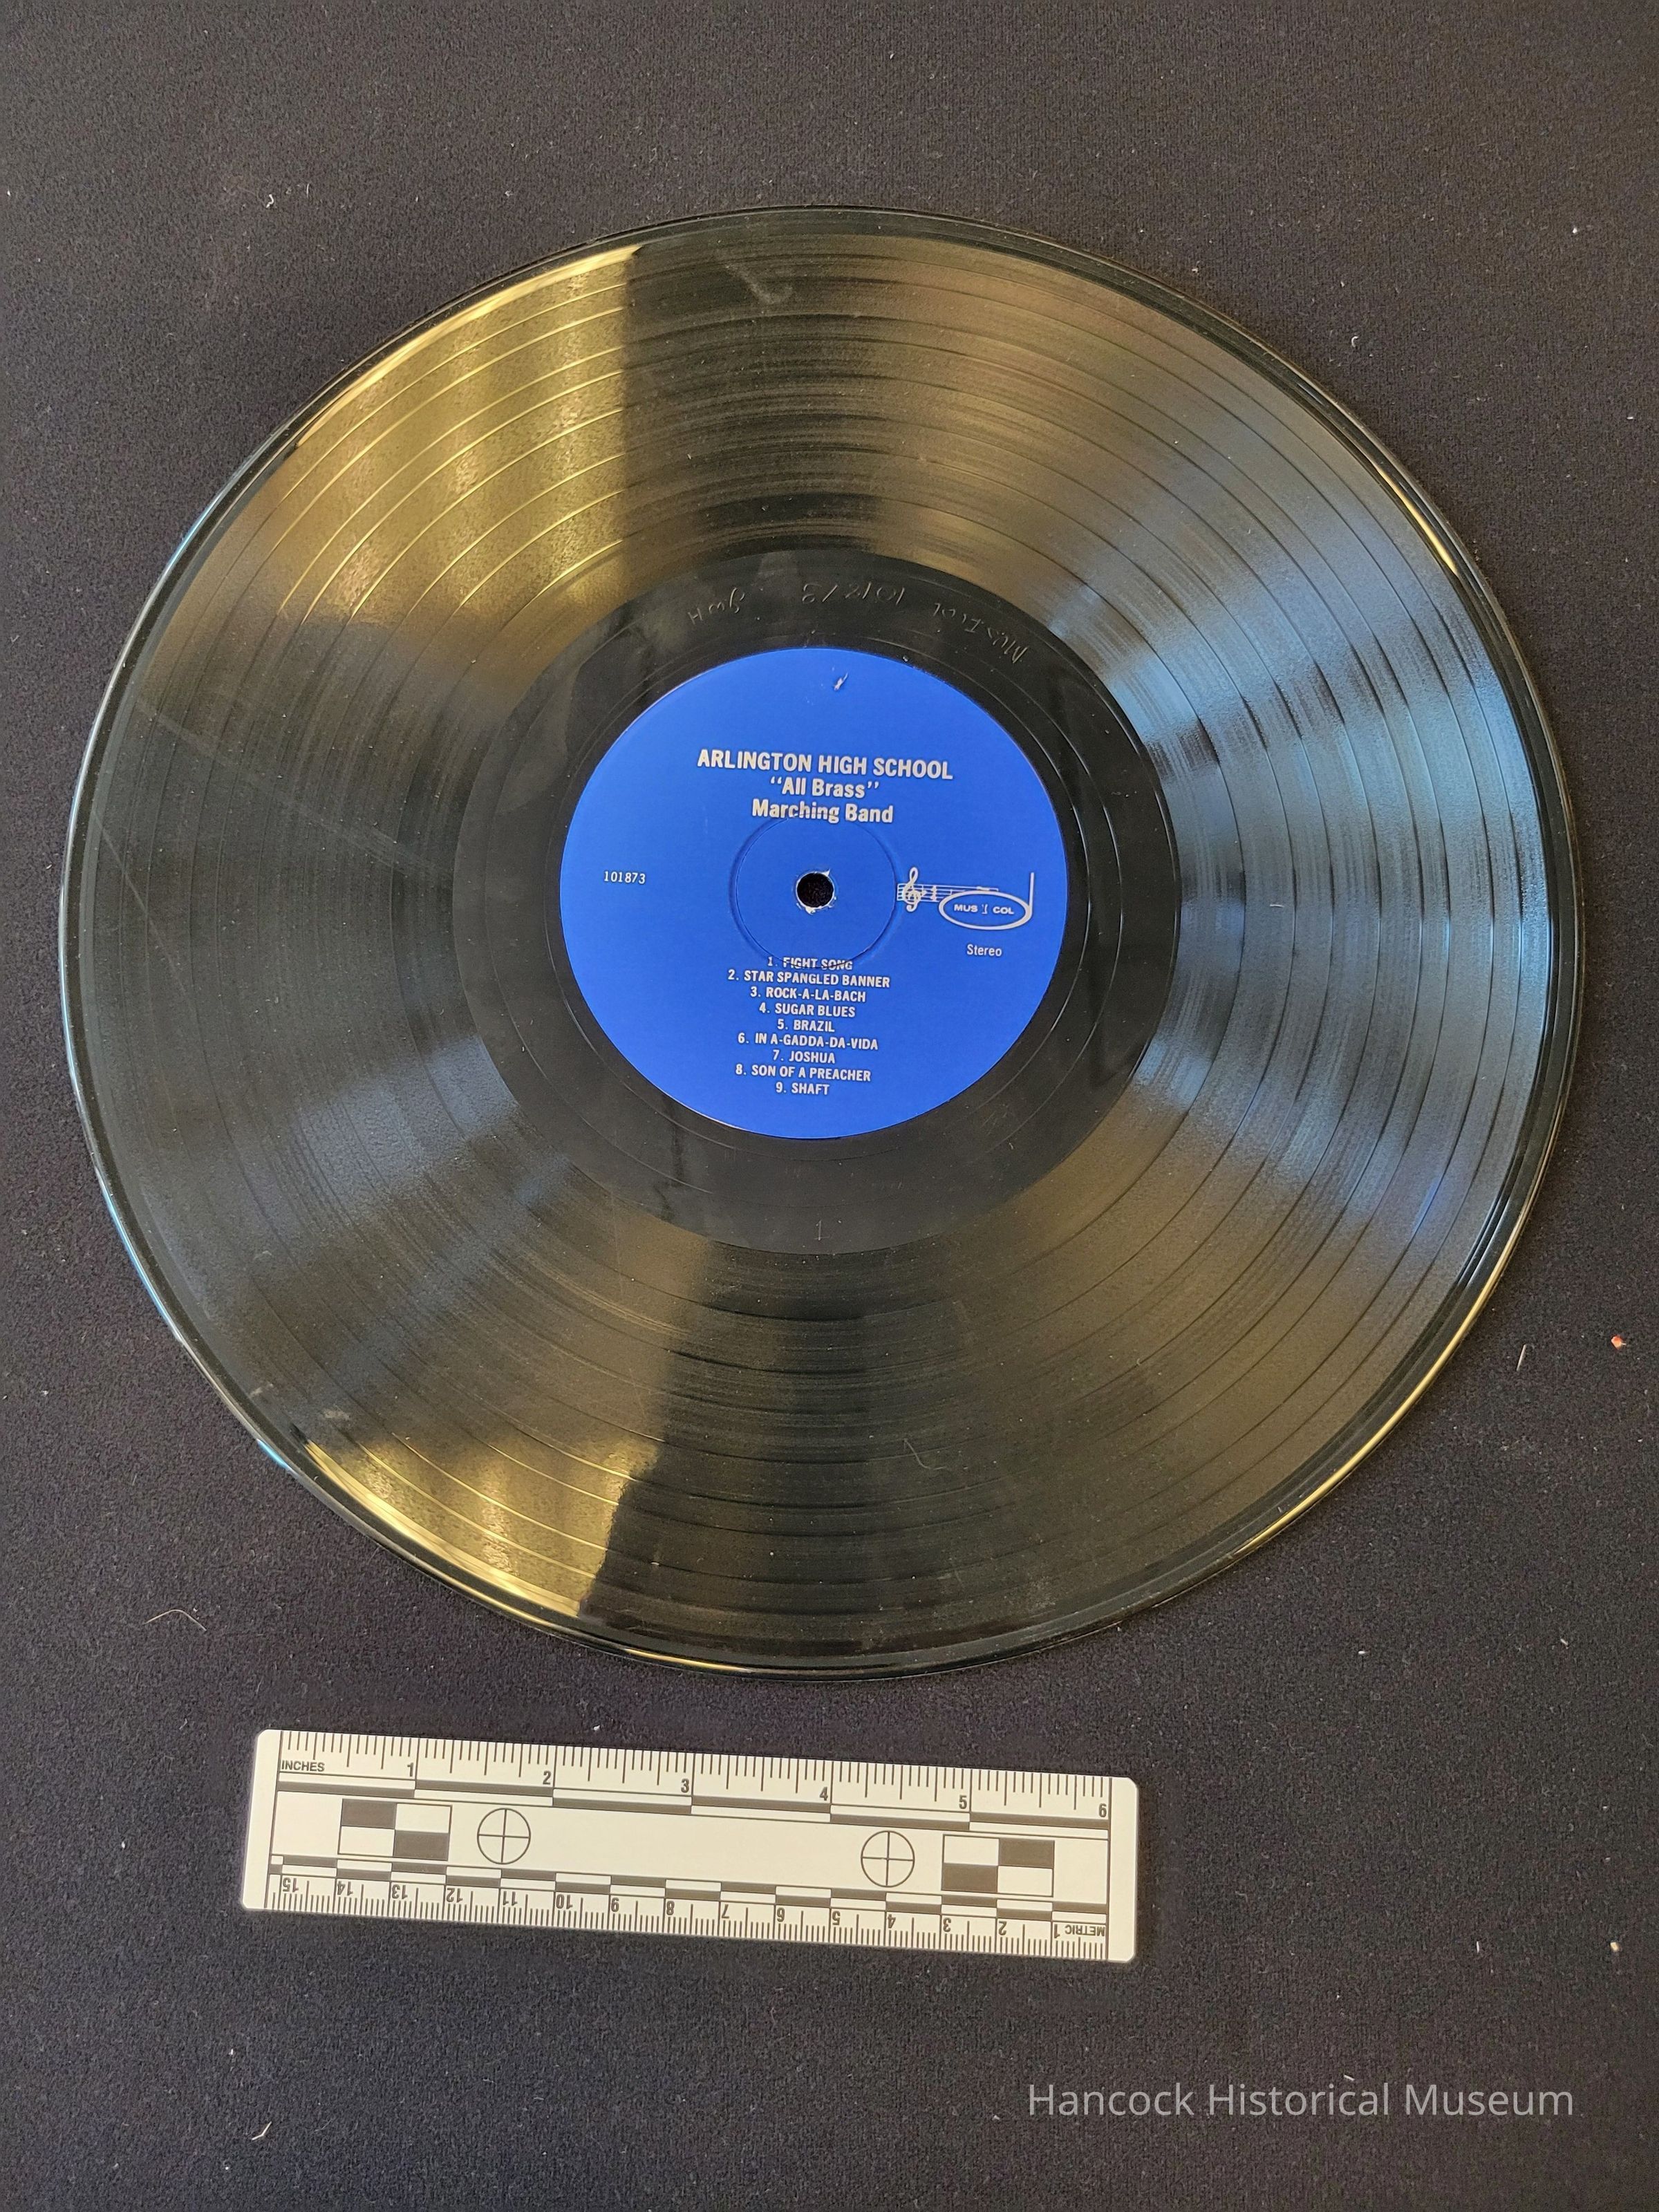 MUSICOL 101873 JWH
ARLINGTON HIGH SCHOOL
“All Brass”
Marching Band
101873
MUS I COL
Stereo
1. FIGHT SONG
2. STAR SPANGLED BANNER
3. ROCK-A-LA-BACH
4. SUGAR BLUES
5. BRAZIL
6. IN A-GADDA-DA-VIDA
7. JOSHUA
8. SON OF A PREACHER
9. SHAFT
1
INCHES 1 2 3 4 5 6
15 14 13 12 11 10 9 8 7 6 5 4 3 2 1 METRIC
Hancock Historical Museum